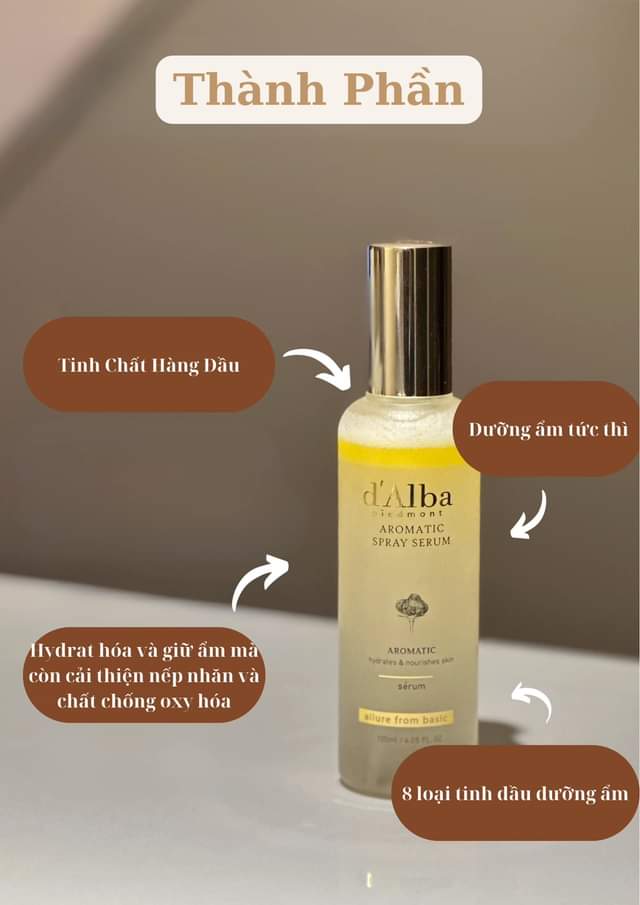 Thành Phần
Tinh Chất Hàng Đầu
Dưỡng ẩm tức thì
d'Alba
piedmont
AROMATIC
SPRAY SERUM
Hydrat hóa và giữ ẩm mà
còn cải thiện nếp nhăn và
chất chống oxy hóa
AROMATIC
hydrates & nourishes skin
sérum
allure from basic
8 loại tinh dầu dưỡng ẩm